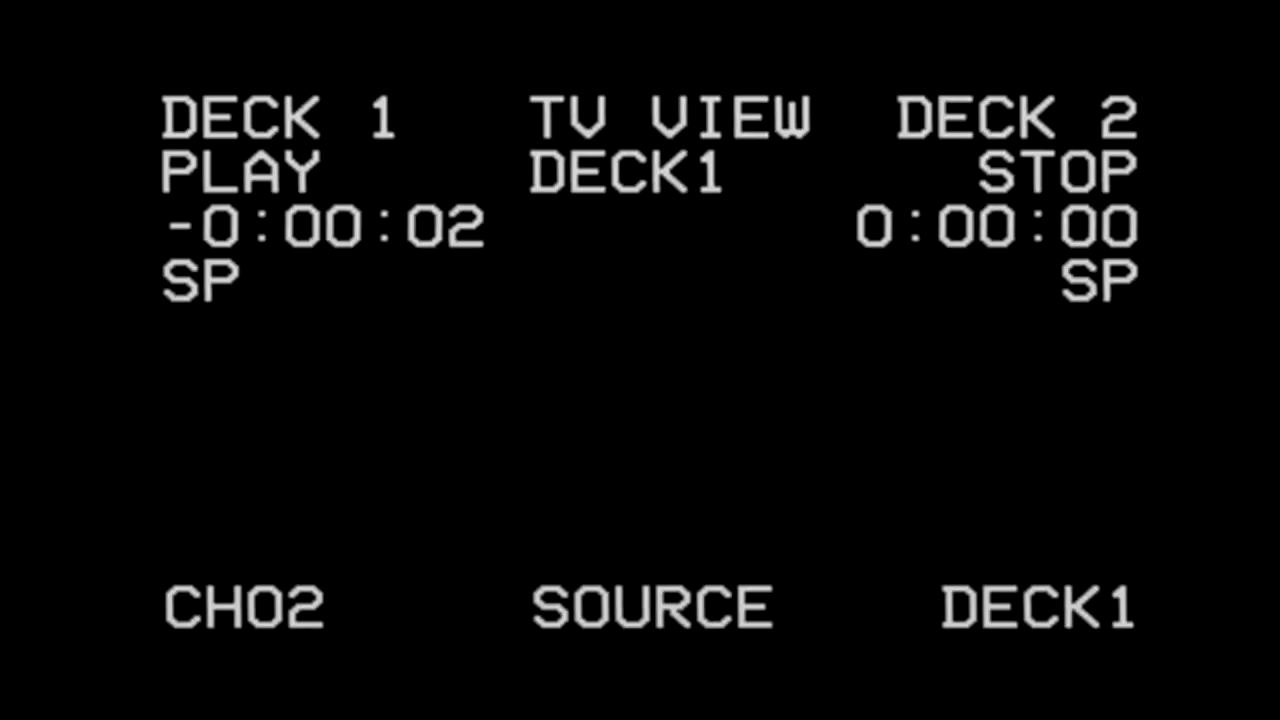 DECK 1 TV VIEW DECK 2
PLAY DECK1 STOP
-0:00:02 0:00:00
SP SP
CH02 SOURCE DECK1